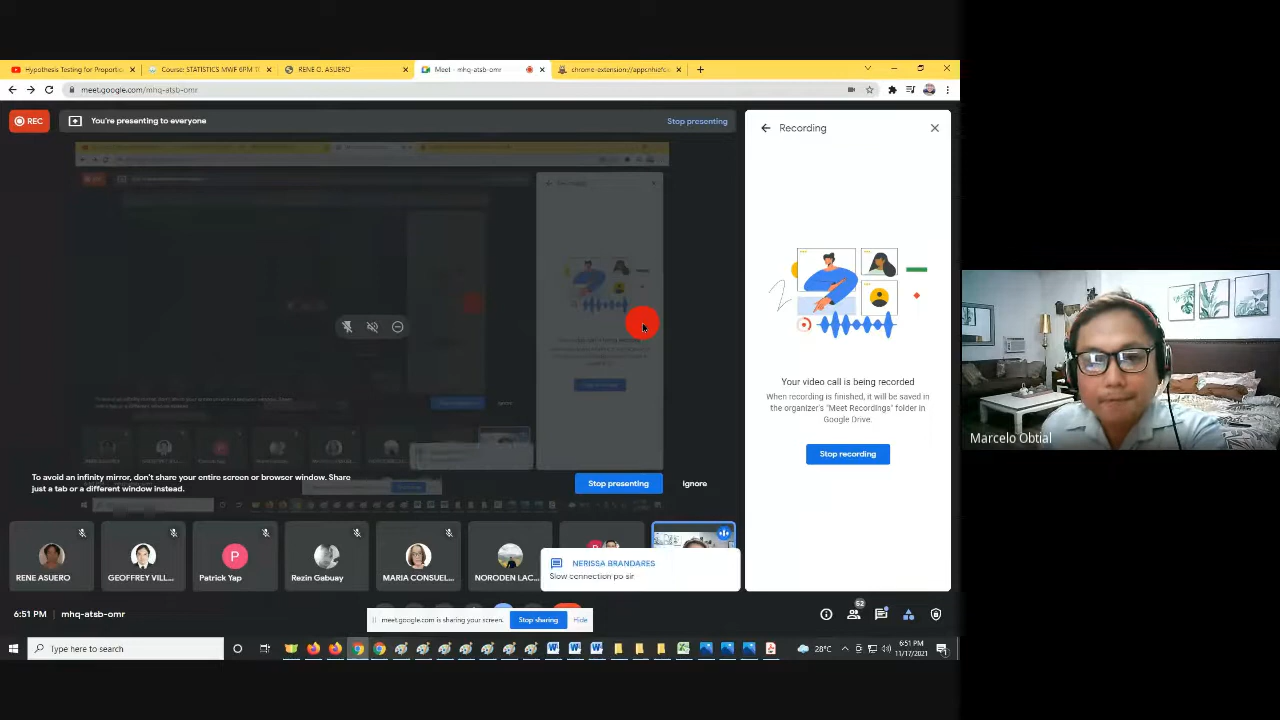 Hypothesis Testing for Proportio
Course: STATISTICS MWF 6PM
RENE O. ASUERO
Meet - mhq-atsb-omr
meet.google.com/mhq-atsb-omr
REC
You're presenting to everyone
Stop presenting
Recording
Your video call is being recorded
When recording is finished, it will be saved
in the organizer's "Meet Recordings" folder in
Google Drive.
Stop recording
Marcelo Obtial
To avoid an infinity mirror, don't share your entire screen or browser window. Share
just a tab or a different window instead.
Stop presenting
Ignore
RENE ASUERO
GEOFFREY VILL...
Patrick Yap
Rezin Gabuay
MARIA CONSUEL...
NORODEN LAC...
NERISSA BRANDARES
Slow connection po sir
6:51 PM
mhq-atsb-omr
meet.google.com is sharing your screen.
Stop sharing
Hide
52
Type here to search
28°C
6:51 PM
11/17/2021